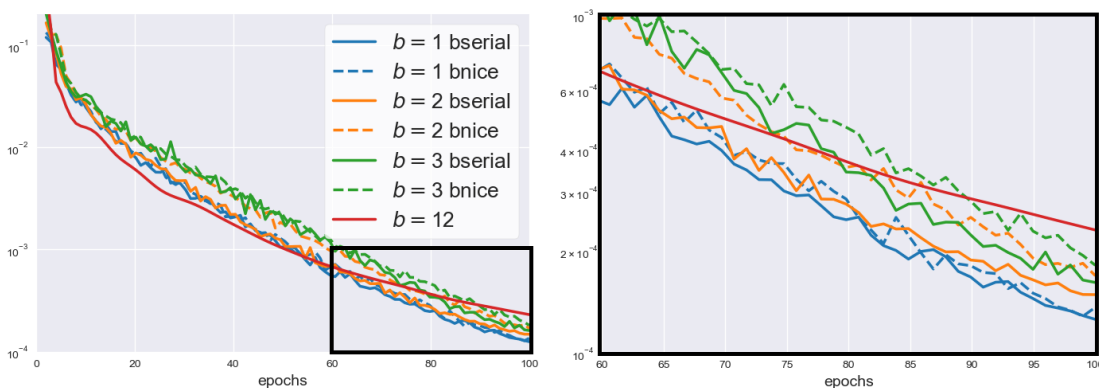 10⁻¹
10⁻²
10⁻³
10⁻⁴
0 20 40 60 80 100
epochs
b = 1 bserial
b = 1 bnice
b = 2 bserial
b = 2 bnice
b = 3 bserial
b = 3 bnice
b = 12
10⁻³
6 × 10⁻⁴
4 × 10⁻⁴
3 × 10⁻⁴
2 × 10⁻⁴
10⁻⁴
60 65 70 75 80 85 90 95 100
epochs